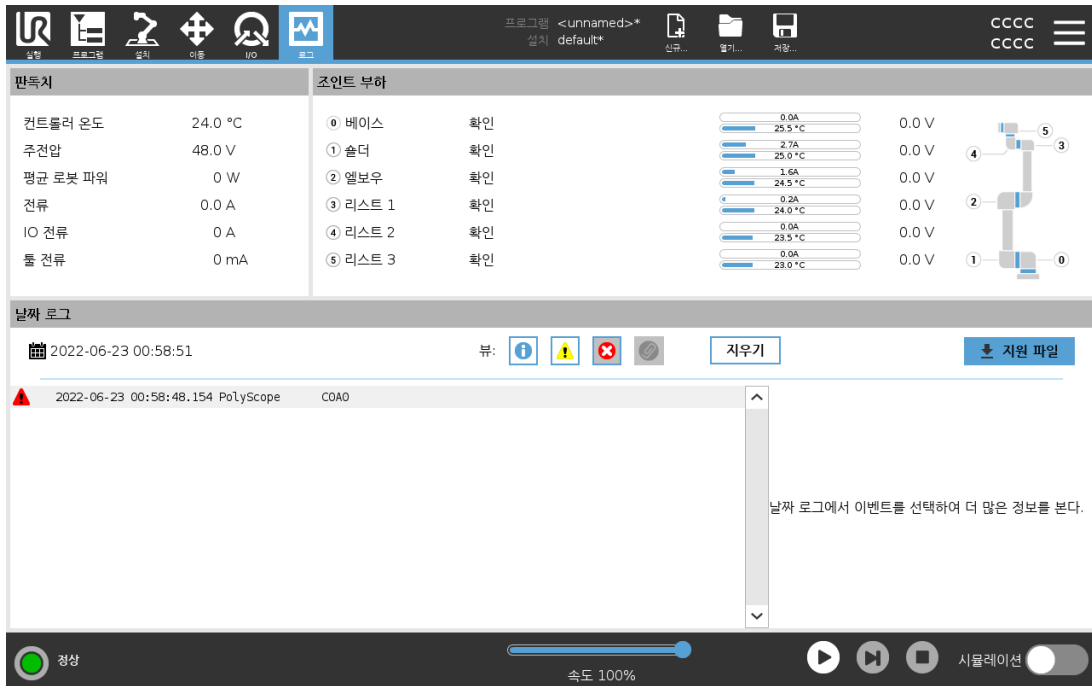 UR
실행
프로그램
설치
이동
I/O
로그
프로그램 <unnamed>*
설치 default*
신규...
열기...
저장...
CCCC
CCCC
판독치
컨트롤러 온도 24.0 °C
주전압 48.0 V
평균 로봇 파워 0 W
전류 0.0 A
IO 전류 0 A
툴 전류 0 mA
조인트 부하
0 베이스 확인 0.0A 25.5 °C 0.0 V
1 숄더 확인 2.7A 25.0 °C 0.0 V
2 엘보우 확인 1.6A 24.5 °C 0.0 V
3 리스트 1 확인 0.2A 24.0 °C 0.0 V
4 리스트 2 확인 0.0A 23.5 °C 0.0 V
5 리스트 3 확인 0.0A 23.0 °C 0.0 V
5
3
4
2
1
0
날짜 로그
2022-06-23 00:58:51
뷰:
지우기
지원 파일
2022-06-23 00:58:48.154 PolyScope C0A0
날짜 로그에서 이벤트를 선택하여 더 많은 정보를 본다.
정상
속도 100%
시뮬레이션